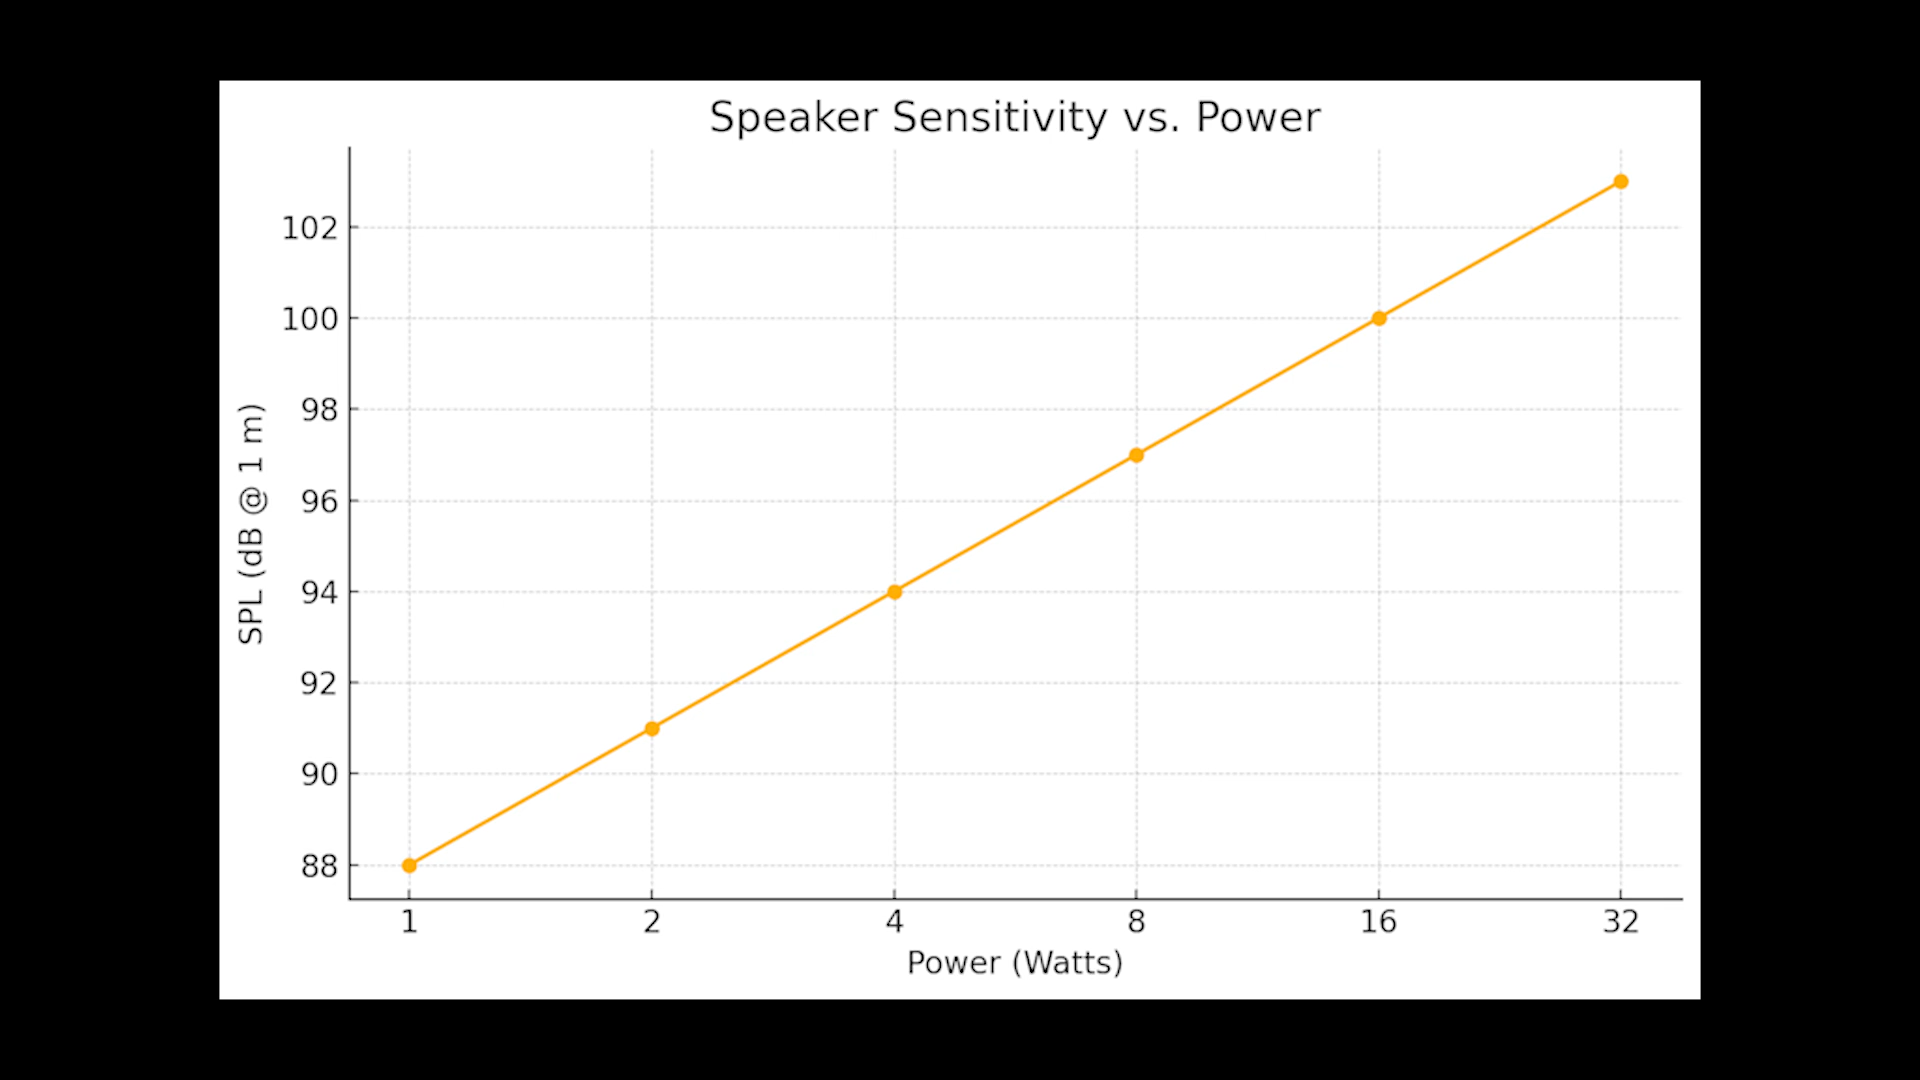 Speaker Sensitivity vs. Power
SPL (dB @ 1 m)
102
100
98
96
94
92
90
88
1 2 4 8 16 32
Power (Watts)